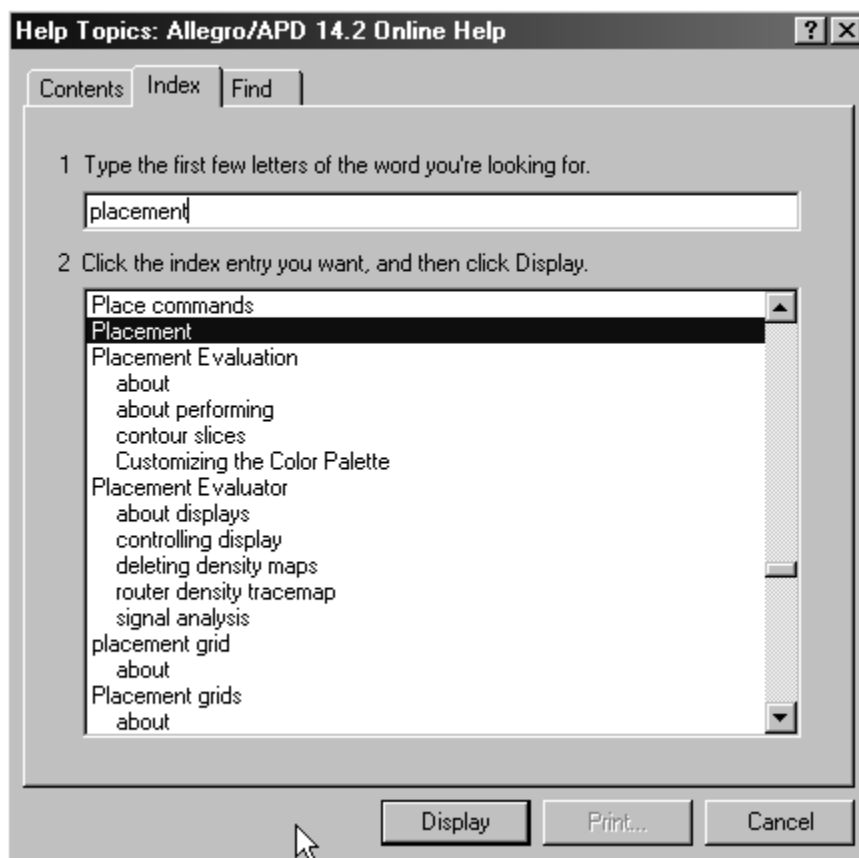 Help Topics: Allegro/APD 14.2 Online Help
Contents Index Find
1 Type the first few letters of the word you're looking for.
placement
2 Click the index entry you want, and then click Display.
Place commands
Placement
Placement Evaluation
about
about performing
contour slices
Customizing the Color Palette
Placement Evaluator
about displays
controlling display
deleting density maps
router density tracemap
signal analysis
placement grid
about
Placement grids
about
Display Print... Cancel